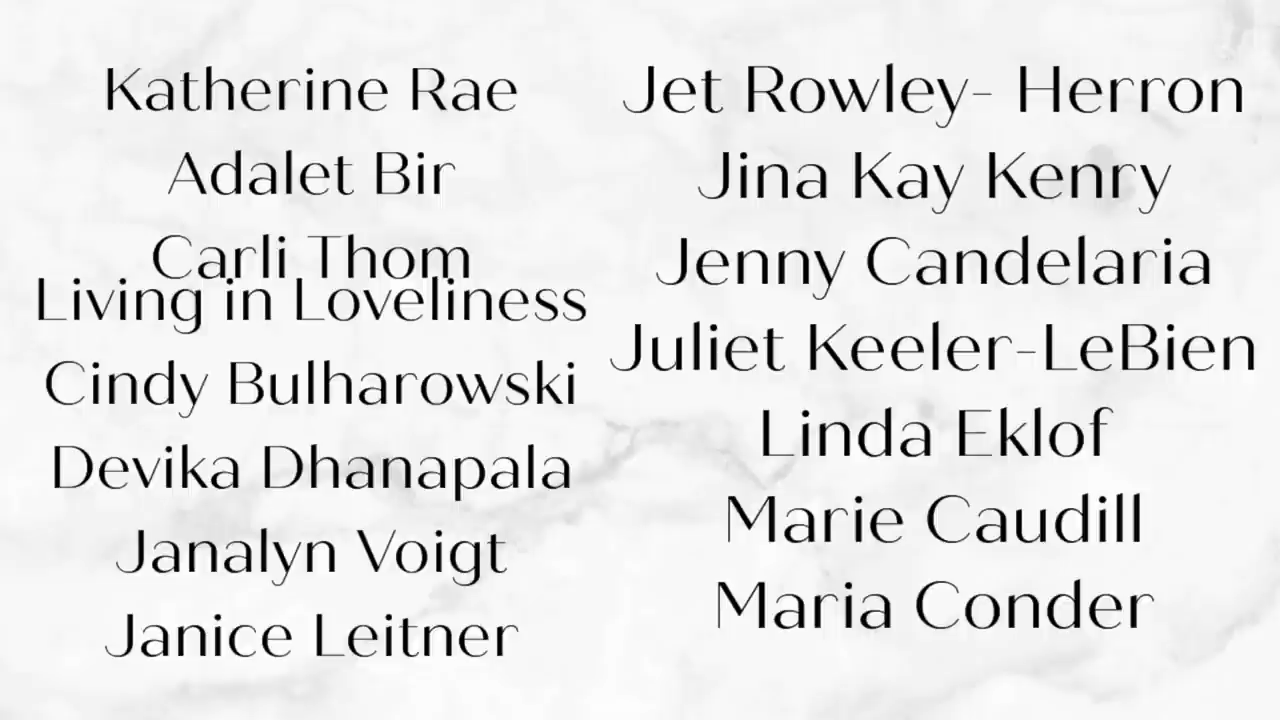 Katherine Rae
Adalet Bir
Carli Thom
Living in Loveliness
Cindy Bulharowski
Devika Dhanapala
Janalyn Voigt
Janice Leitner
Jet Rowley- Herron
Jina Kay Kenry
Jenny Candelaria
Juliet Keeler-LeBien
Linda Eklof
Marie Caudill
Maria Conder